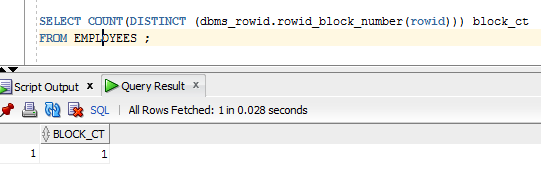 SELECT COUNT(DISTINCT (dbms_rowid.rowid_block_number(rowid))) block_ct
FROM EMPLOYEES ;
Script Output x Query Result x
SQL | All Rows Fetched: 1 in 0.028 seconds
BLOCK_CT
1 1